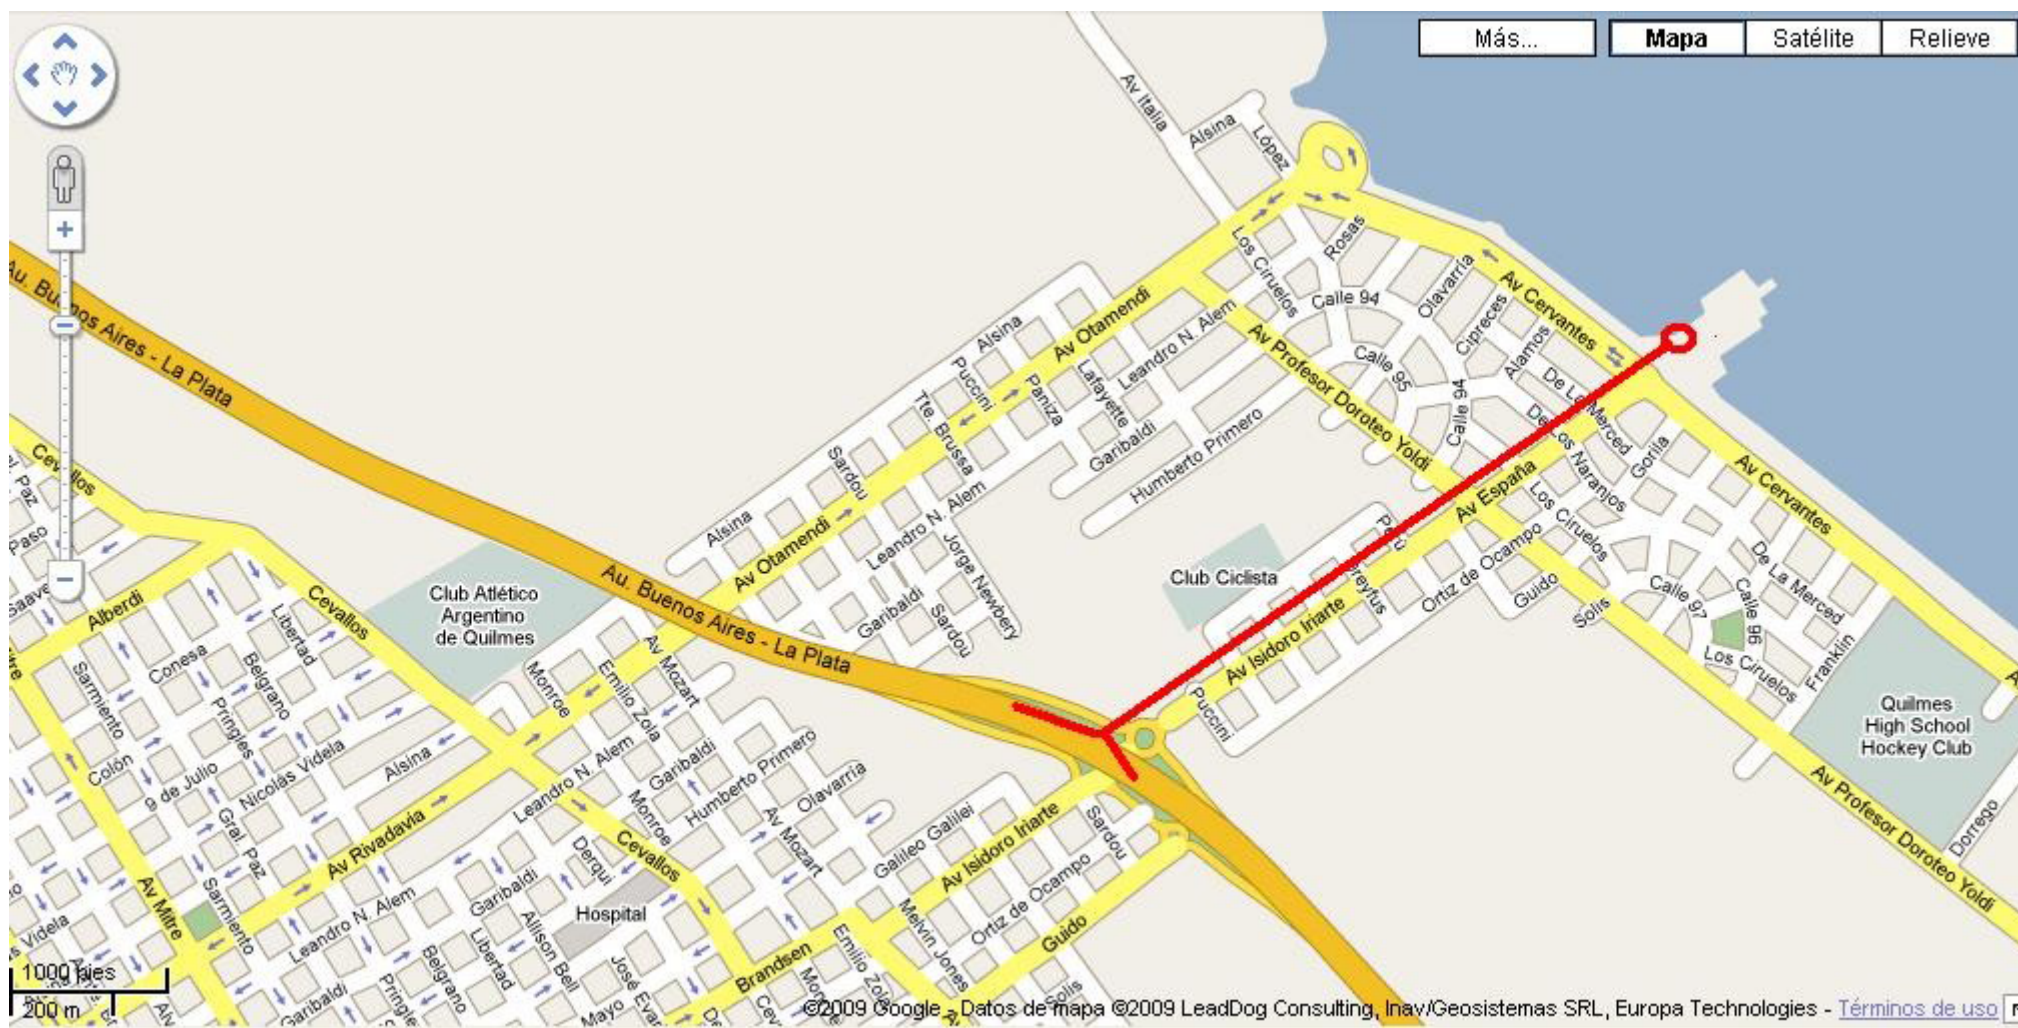 Más...
Mapa
Satélite
Relieve
Av Italia
Alsina
López
Rosas
Los Ciruelos
Calle 94
Olavarría
Cipreces
Alamos
Av Cervantes
Au. Buenos Aires - La Plata
Alsina
Puccini
Av Otamendi
Leandro N. Alem
Lafayette
Paniza
Garibaldi
Humberto Primero
Av Profesor Doroteo Yoldi
Calle 95
Calle 94
De La Merced
De Los Naranjos
Gorila
Av Cervantes
Tte. Brussa
Sardou
Alsina
Av Otamendi
Leandro N. Alem
Jorge Newbery
Garibaldi
Sardou
Cevallos
Paz
Paso
Alberdi
Cevallos
Libertad
Club Atlético
Argentino
de Quilmes
Au. Buenos Aires - La Plata
Club Ciclista
Perú
Av España
Los Ciruelos
Ortiz de Ocampo
Guido
Solis
Calle 97
Calle 96
De La Merced
Los Ciruelos
Franklin
Av Isidoro Iriarte
Puccini
Quilmes
High School
Hockey Club
Av Profesor Doroteo Yoldi
Dorrego
Sarmiento
Conesa
Belgrano
Pringles
Colón
9 de Julio
Nicolás Videla
Alsina
Gral. Paz
Monroe
Emilio Zola
Av Mozart
Leandro N. Alem
Garibaldi
Humberto Primero
Olavarría
Monroe
Av Mozart
Av Rivadavia
Cevallos
Derqui
Galileo Galilei
Av Isidoro Iriarte
Sardou
Ortiz de Ocampo
Guido
Av Mitre
Sarmiento
Leandro N. Alem
Garibaldi
Hospital
Allison Bell
Libertad
Belgrano
Brandsen
Melvin Jones
Videla
1000 pies
200 m
Garibaldi
Mayo
Solis
©2009 Google - Datos de mapa ©2009 LeadDog Consulting, Inav/Geosistemas SRL, Europa Technologies - Términos de uso